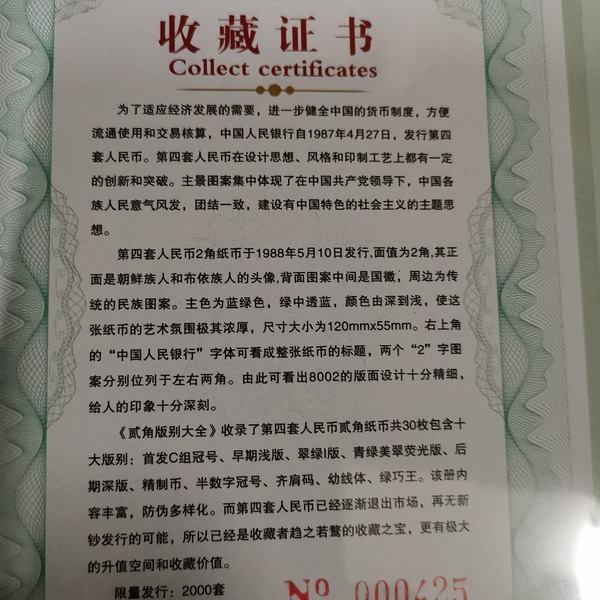 收藏证书
Collect certificates
为了适应经济发展的需要，进一步健全中国的货币制度，方便
流通使用和交易核算，中国人民银行自1987年4月27日，发行第四
套人民币。第四套人民币在设计思想、风格和印制工艺上都有一定
的创新和突破。主景图案集中体现了在中国共产党领导下，中国各
族人民意气风发，团结一致，建设有中国特色的社会主义的主题思
想。
第四套人民币2角纸币于1988年5月10日发行,面值为2角,其正
面是朝鲜族人和布依族人的头像,背面图案中间是国徽，周边为传
统的民族图案。主色为蓝绿色，绿中透蓝，颜色由深到浅，使这
张纸币的艺术氛围极其浓厚，尺寸大小为120mmx55mm。右上角
的“中国人民银行”字体可看成整张纸币的标题，两个“2”字图
案分别位列于左右两角。由此可看出8002的版面设计十分精细，
给人的印象十分深刻。
《贰角版别大全》收录了第四套人民币贰角纸币共30枚包含十
大版别：首发C组冠号、早期浅版、翠绿Ⅰ版、青绿美翠荧光版、后
期深版、精制币、半数字冠号、齐肩码、幼线体、绿巧王。该册内
容丰富，防伪多样化。而第四套人民币已经逐渐退出市场，再无新
钞发行的可能，所以已经是收藏者趋之若鹜的收藏之宝，更有极大
的升值空间和收藏价值。
限量发行：2000套
Nº 000425